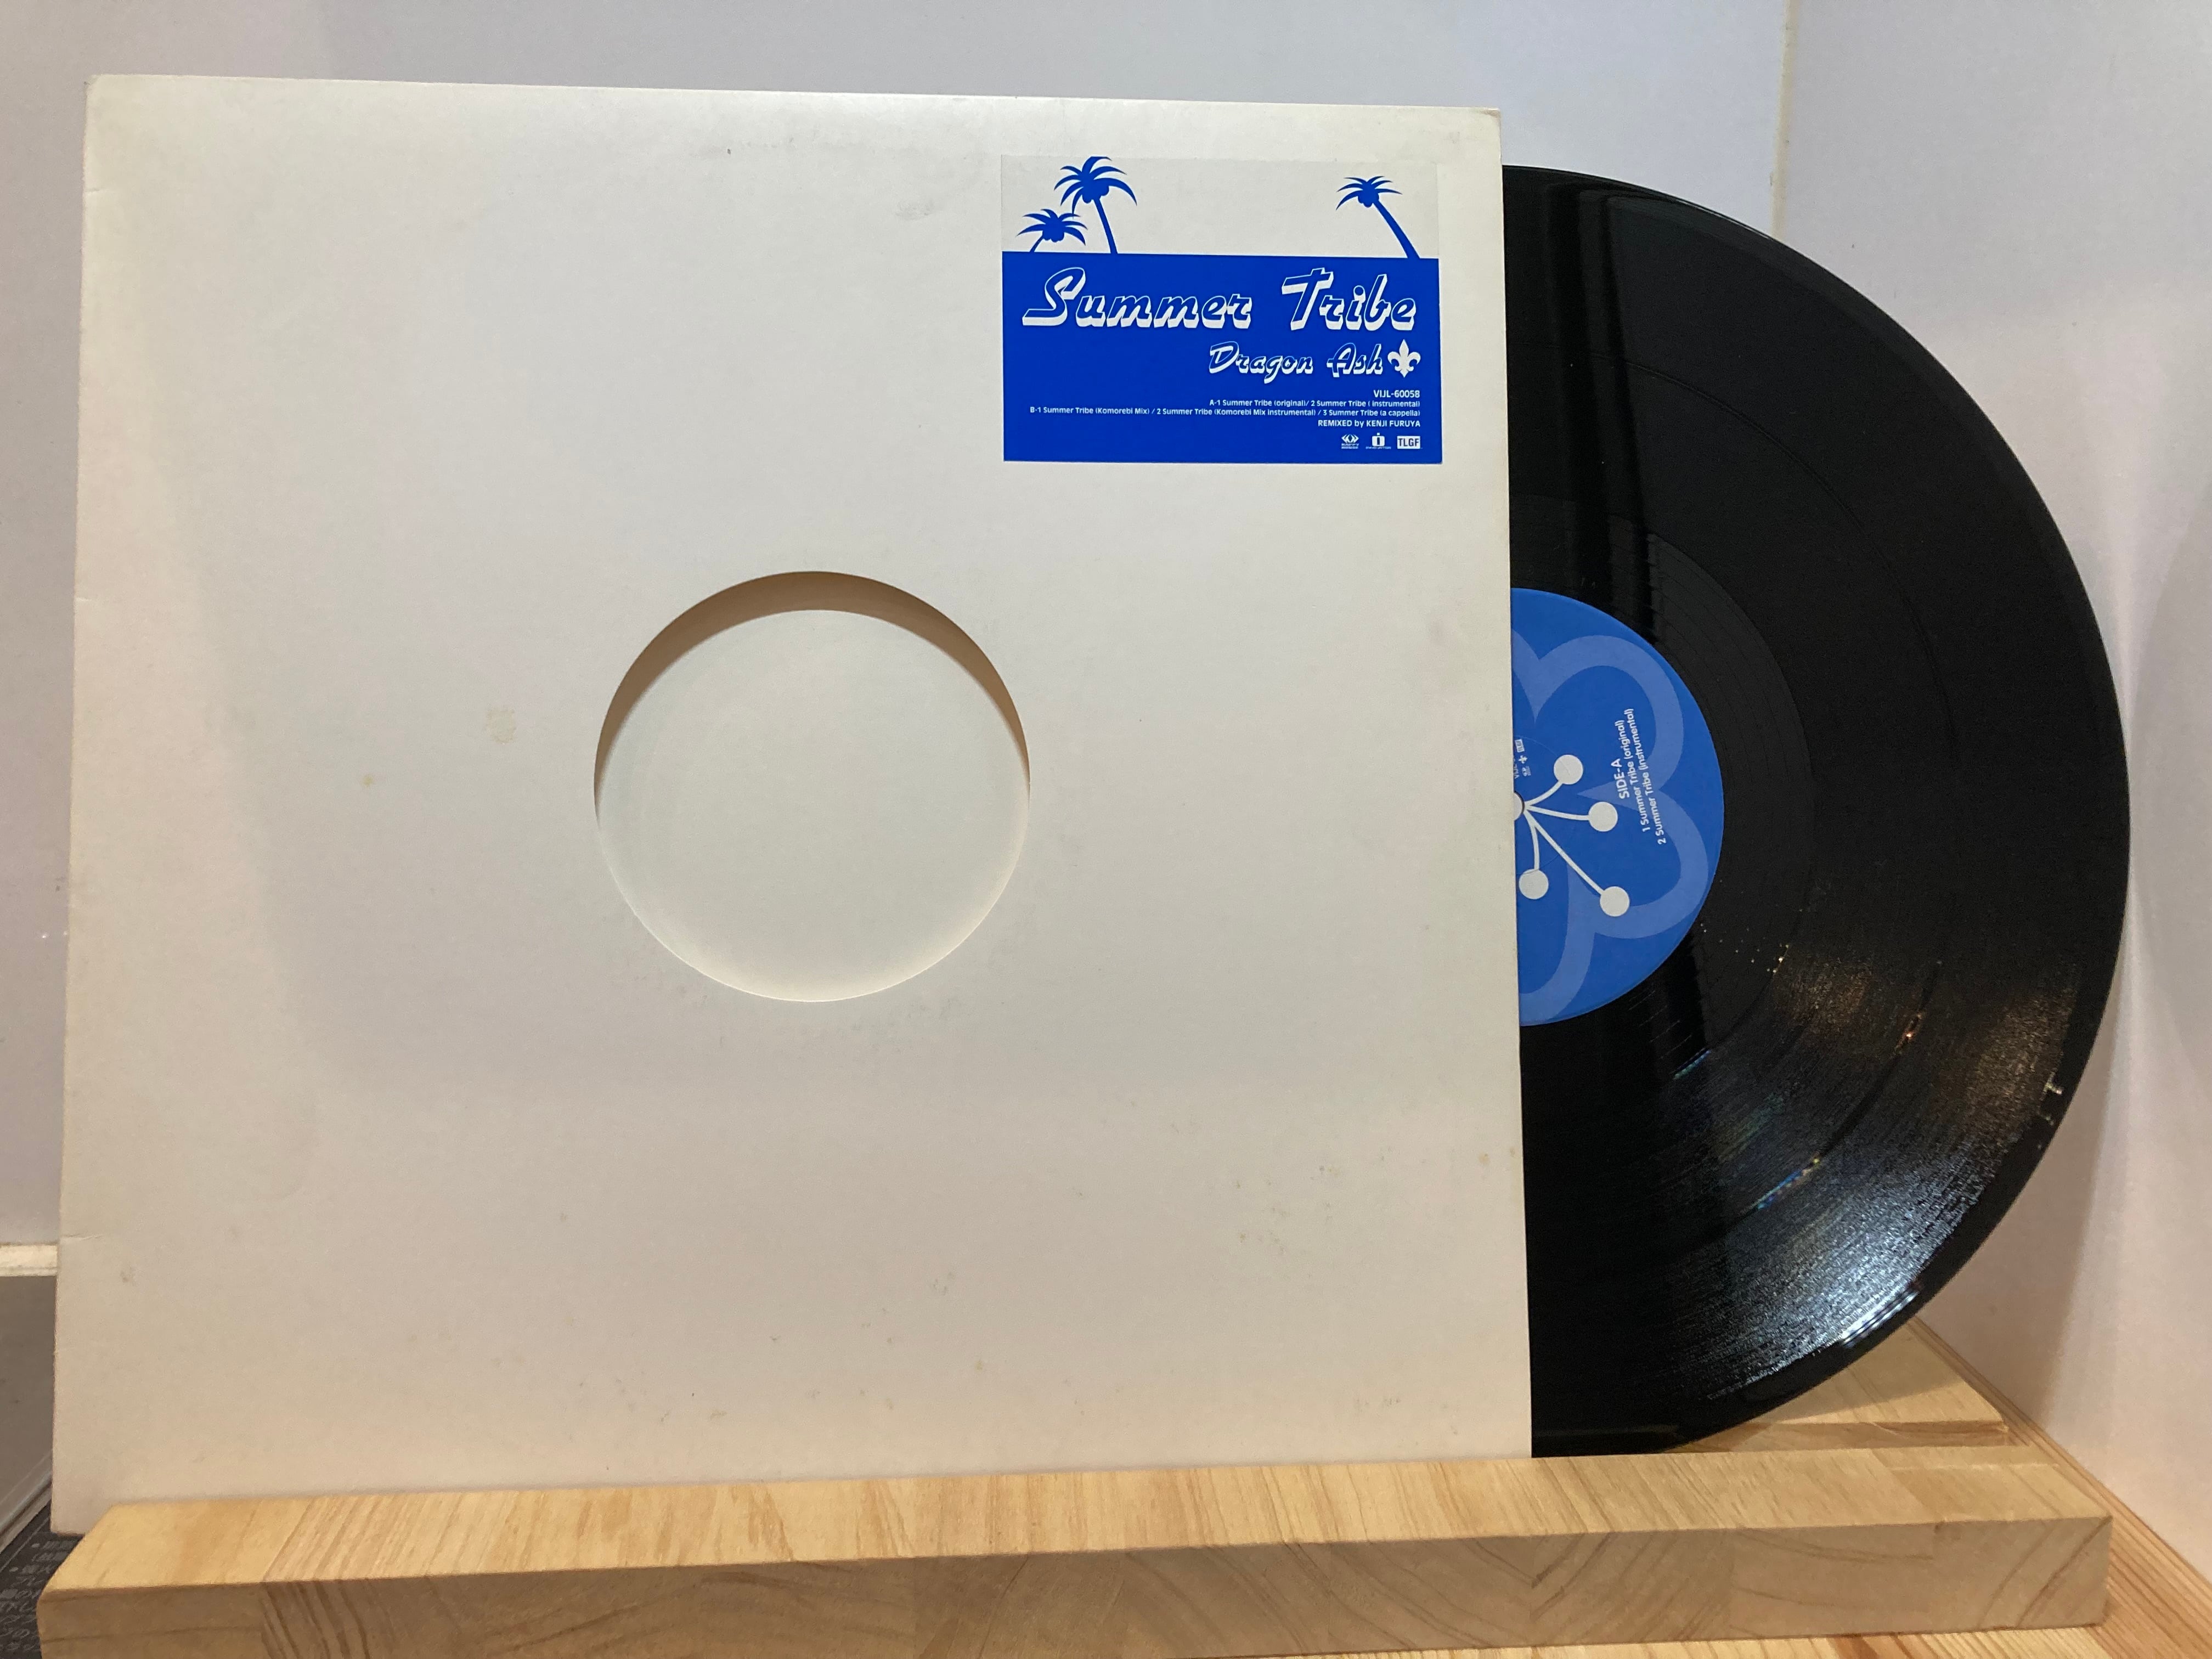 Summer Tribe
Dragon Ash
VIJL-60058
A-1 Summer Tribe (original)/ 2 Summer Tribe ( instrumental)
B-1 Summer Tribe (Komorebi Mix) / 2 Summer Tribe (Komorebi Mix instrumental) / 3 Summer Tribe (a cappella)
REMIXED by KENJI FURUYA
TLGF
SIDE-A
1 Summer Tribe (original)
2 Summer Tribe (instrumental)